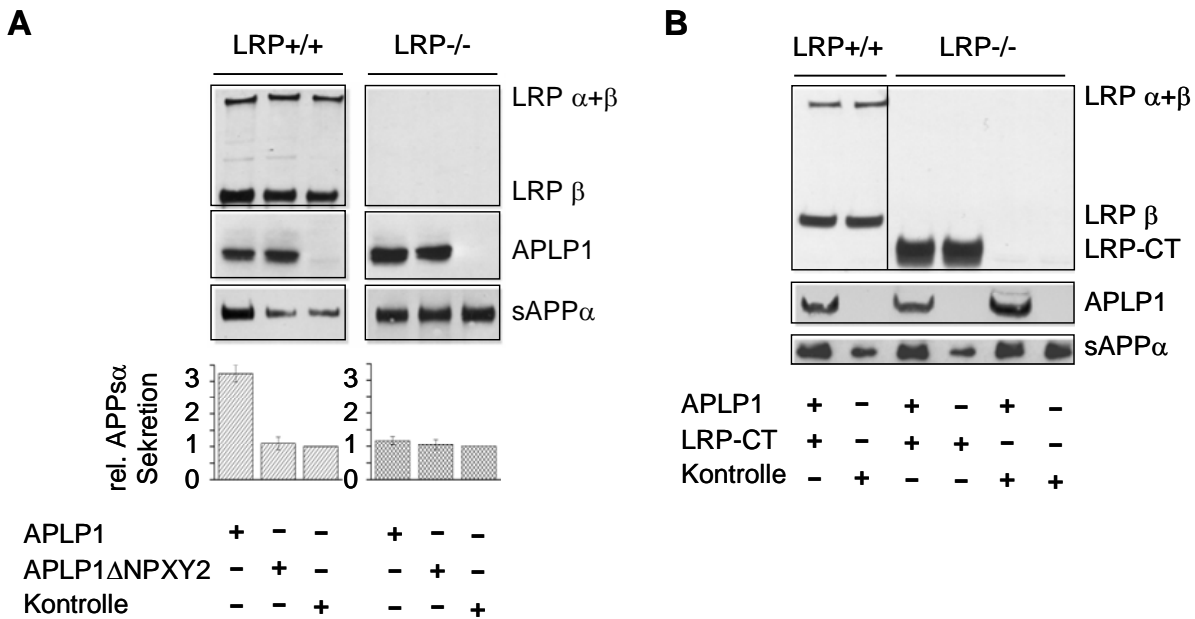 A
LRP+/+ LRP-/-
LRP α+β
LRP β
APLP1
sAPPα
rel. APPsα
Sekretion
3 3
2 2
1 1
0 0
APLP1 + - - + - -
APLP1ΔNPXY2 - + - - + -
Kontrolle - - + - - +
B
LRP+/+ LRP-/-
LRP α+β
LRP β
LRP-CT
APLP1
sAPPα
APLP1 + - + - + -
LRP-CT + - + + - -
Kontrolle - + - - + +